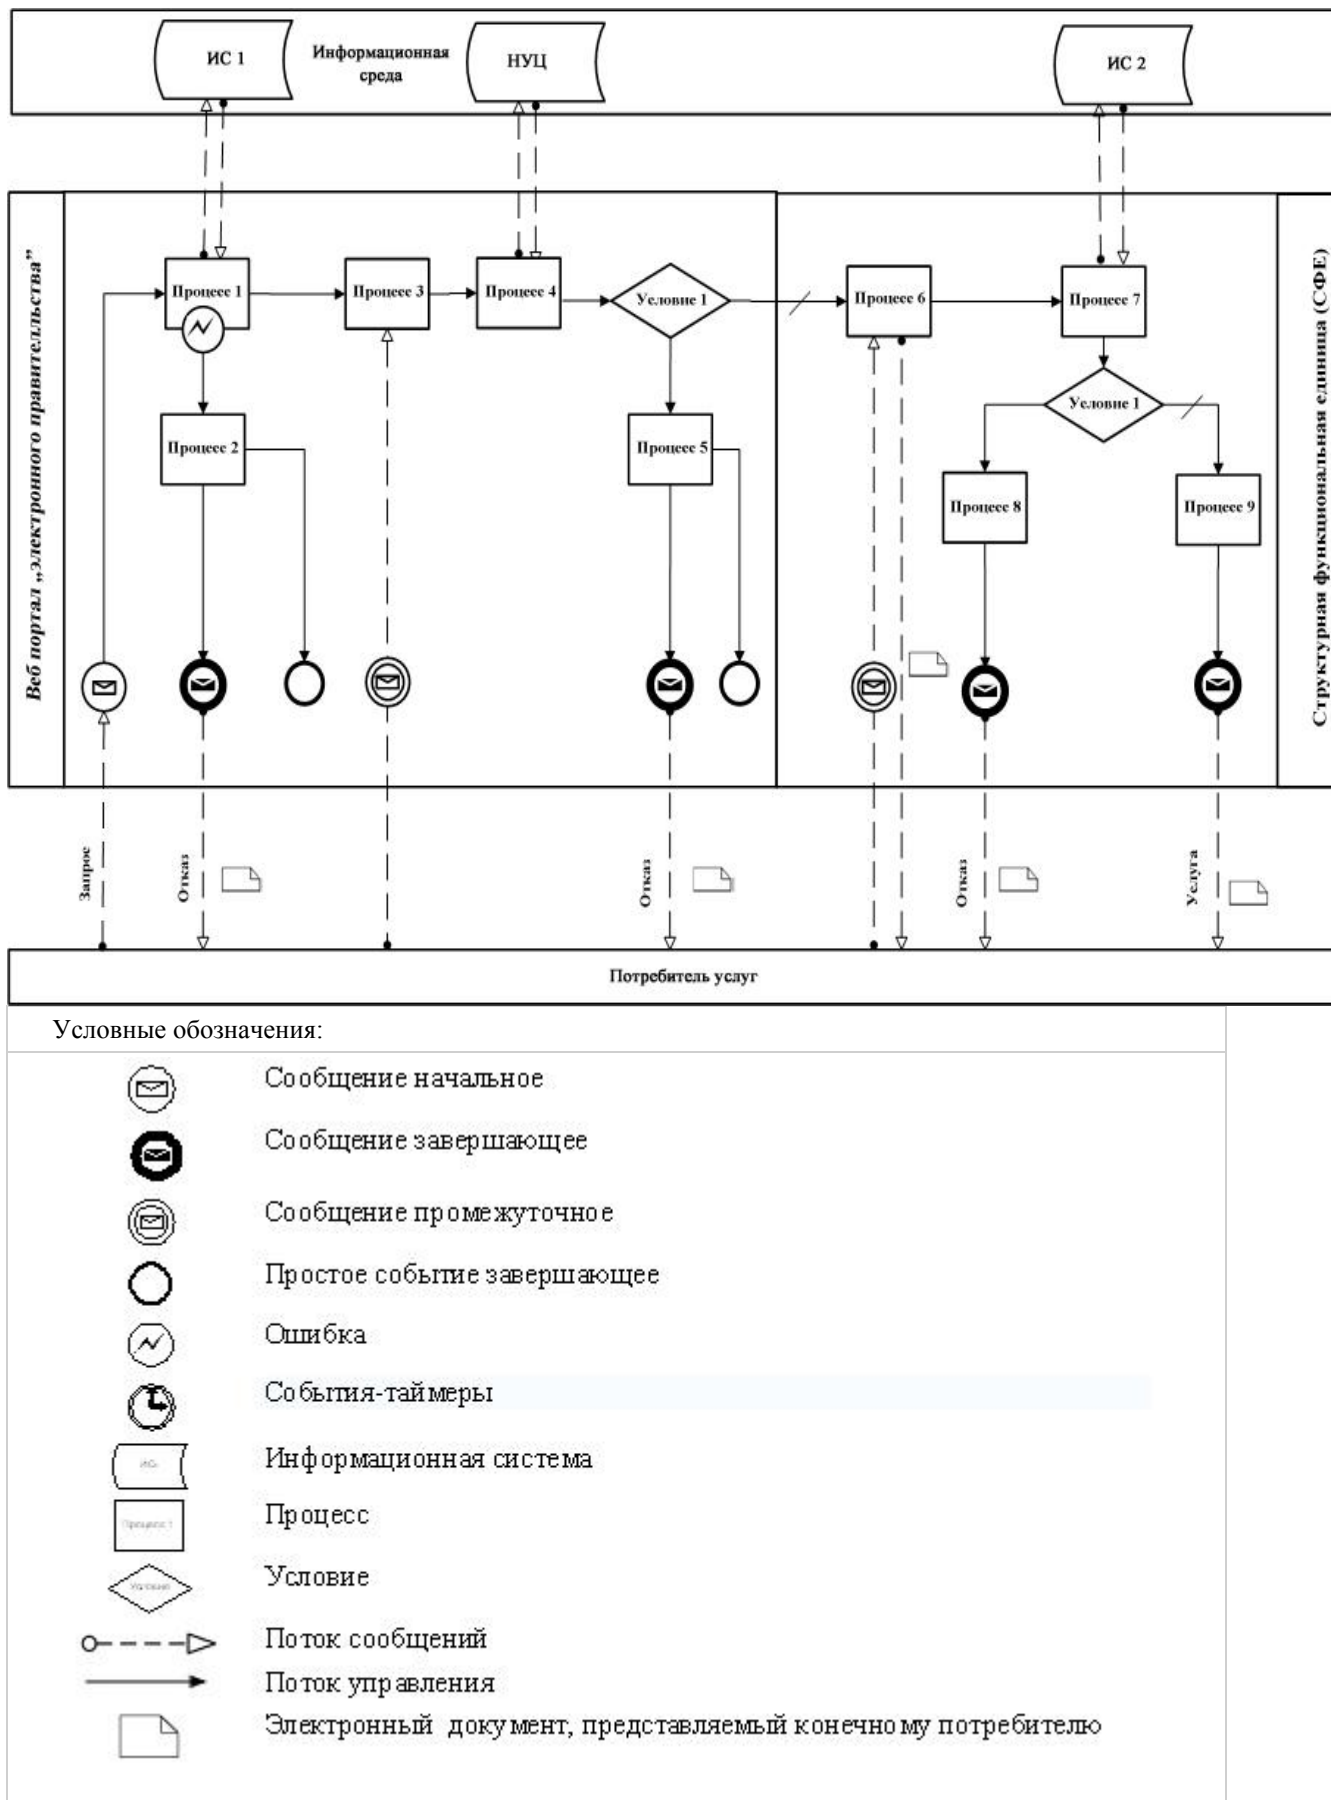 ИС 1
Информационная
среда
НУЦ
ИС 2
Веб портал „электронного правителльства”
Процесс 1
Процесс 3
Процесс 4
Условие 1
Процесс 6
Процесс 7
Процесс 2
Процесс 5
Условие 1
Процесс 8
Процесс 9
Структурная функциональная единица (СФЕ)
Запрос
Отказ
Отказ
Отказ
Услуга
Потребитель услуг
Условные обозначения:
Сообщение начальное
Сообщение завершающее
Сообщение промежуточное
Простое событие завершающее
Ошибка
События-таймеры
Информационная система
Процесс 1
Процесс
Условие
Поток сообщений
Поток управления
Электронный документ, представляемый конечному потребителю